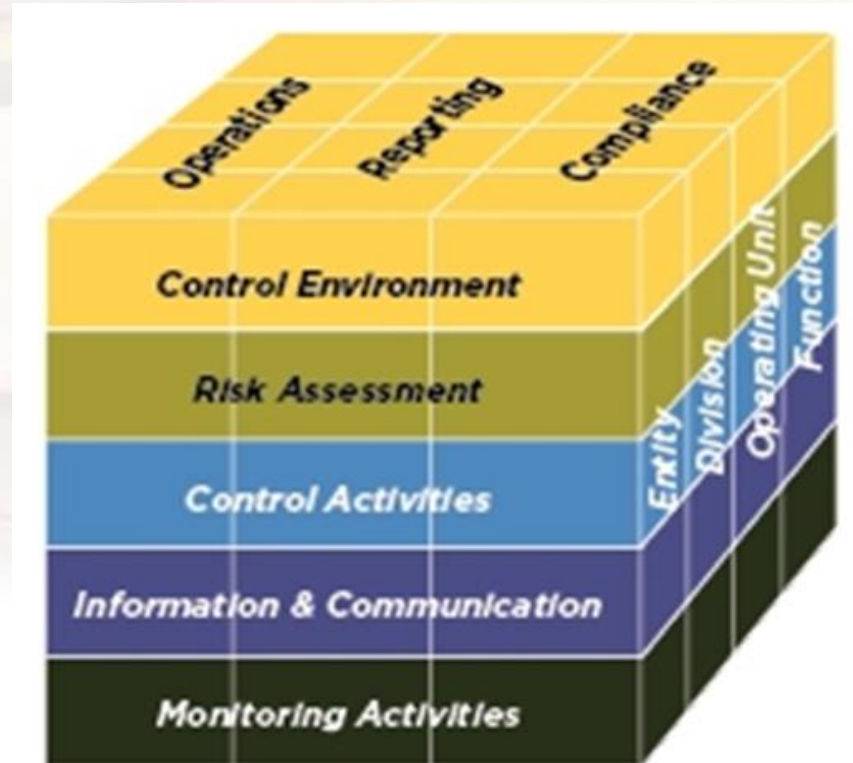 Operations
Reporting
Compliance
Control Environment
Risk Assessment
Control Activities
Information & Communication
Monitoring Activities
Entity
Division
Operating Unit
Function